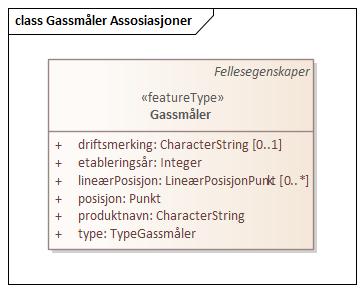 class Gassmåler Assosiasjoner
Fellesegenskaper
«featureType»
Gassmåler
+ driftsmerking: CharacterString [0..1]
+ etableringsår: Integer
+ lineærPosisjon: LineærPosisjonPunkt [0..*]
+ posisjon: Punkt
+ produktnavn: CharacterString
+ type: TypeGassmåler